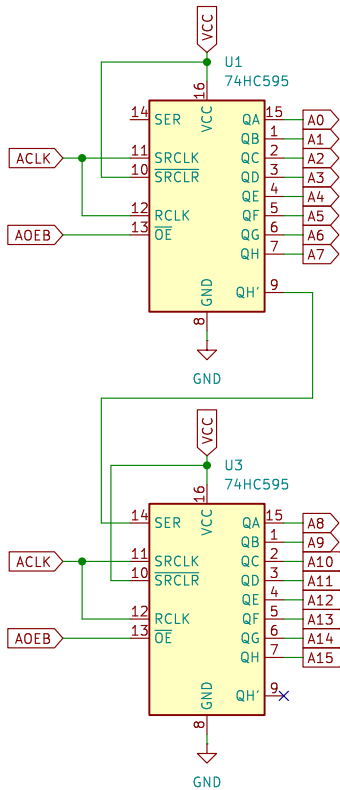 VCC
U1
74HC595
16
VCC
14 SER QA 15 A0
QB 1 A1
ACLK 11 SRCLK QC 2 A2
10 SRCLR QD 3 A3
QE 4 A4
12 RCLK QF 5 A5
AOEB 13 OE QG 6 A6
QH 7 A7
QH' 9
GND
8
GND
VCC
U3
74HC595
16
VCC
14 SER QA 15 A8
QB 1 A9
ACLK 11 SRCLK QC 2 A10
10 SRCLR QD 3 A11
QE 4 A12
12 RCLK QF 5 A13
AOEB 13 OE QG 6 A14
QH 7 A15
QH' 9
GND
8
GND